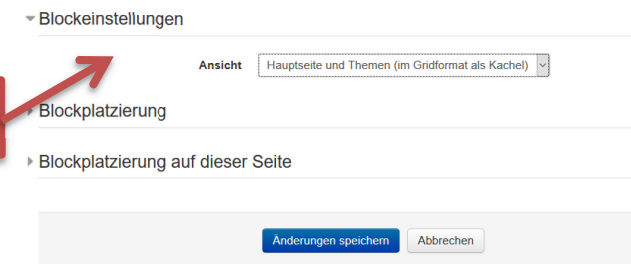 Blockeinstellungen
Ansicht Hauptseite und Themen (im Gridformat als Kachel)
Blockplatzierung
Blockplatzierung auf dieser Seite
Änderungen speichern Abbrechen